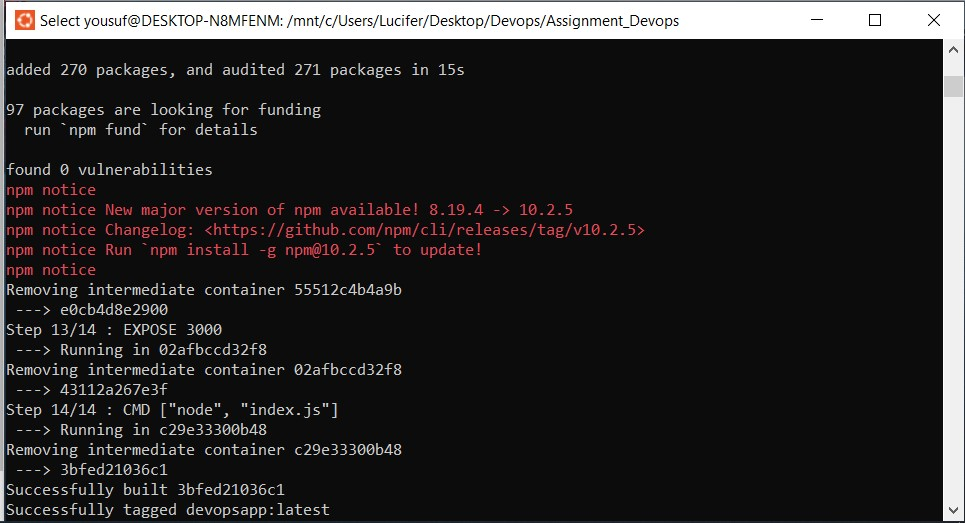 Select yousuf@DESKTOP-N8MFENM: /mnt/c/Users/Lucifer/Desktop/Devops/Assignment_Devops
added 270 packages, and audited 271 packages in 15s
97 packages are looking for funding
  run `npm fund` for details
found 0 vulnerabilities
npm notice
npm notice New major version of npm available! 8.19.4 -> 10.2.5
npm notice Changelog: <https://github.com/npm/cli/releases/tag/v10.2.5>
npm notice Run `npm install -g npm@10.2.5` to update!
npm notice
Removing intermediate container 55512c4b4a9b
 ---> e0cb4d8e2900
Step 13/14 : EXPOSE 3000
 ---> Running in 02afbccd32f8
Removing intermediate container 02afbccd32f8
 ---> 43112a267e3f
Step 14/14 : CMD ["node", "index.js"]
 ---> Running in c29e33300b48
Removing intermediate container c29e33300b48
 ---> 3bfed21036c1
Successfully built 3bfed21036c1
Successfully tagged devopsapp:latest